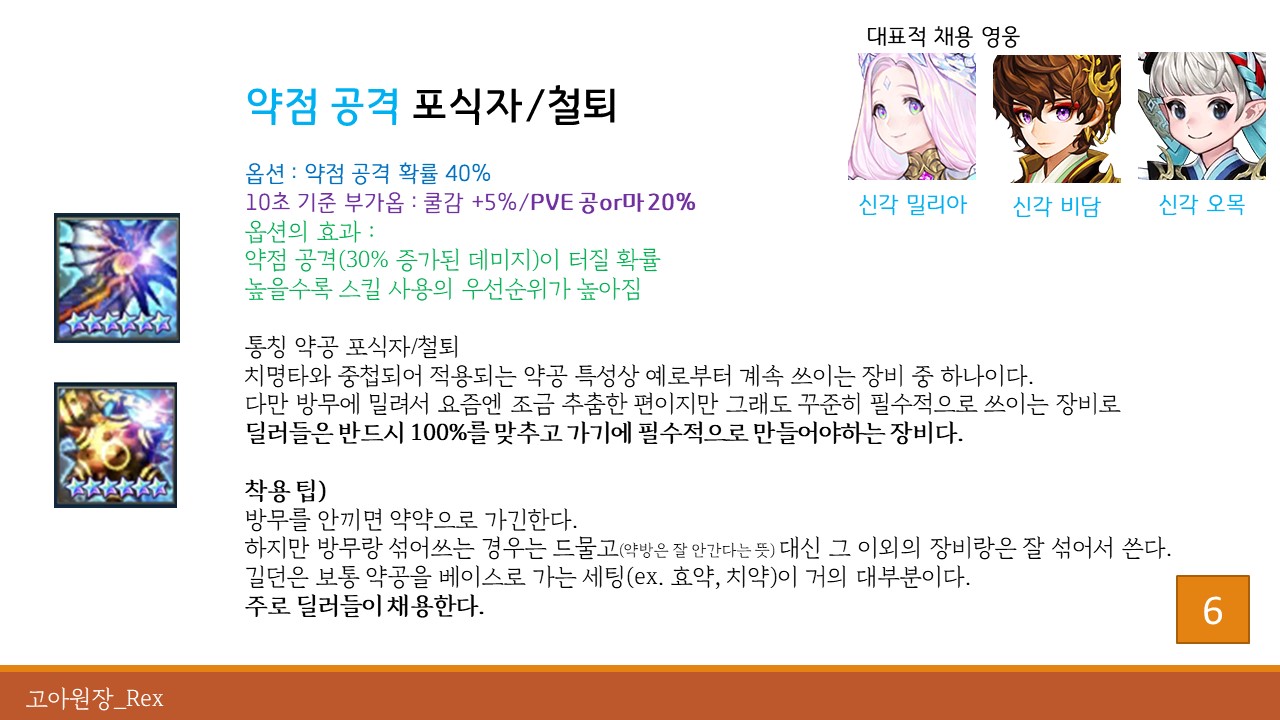 대표적 채용 영웅
약점 공격 포식자/철퇴
신각 밀리아
신각 비담
신각 오목
옵션 : 약점 공격 확률 40%
10초 기준 부가옵 : 쿨감 +5%/PVE 공or마 20%
옵션의 효과 :
약점 공격(30% 증가된 데미지)이 터질 확률
높을수록 스킬 사용의 우선순위가 높아짐
통칭 약공 포식자/철퇴
치명타와 중첩되어 적용되는 약공 특성상 예로부터 계속 쓰이는 장비 중 하나이다.
다만 방무에 밀려서 요즘엔 조금 추춤한 편이지만 그래도 꾸준히 필수적으로 쓰이는 장비로
딜러들은 반드시 100%를 맞추고 가기에 필수적으로 만들어야하는 장비다.
착용 팁)
방무를 안끼면 약약으로 가긴한다.
하지만 방무랑 섞어쓰는 경우는 드물고(약방은 잘 안간다는 뜻) 대신 그 이외의 장비랑은 잘 섞어서 쓴다.
길던은 보통 약공을 베이스로 가는 세팅(ex. 효약, 치약)이 거의 대부분이다.
주로 딜러들이 채용한다.
6
고아원장_Rex